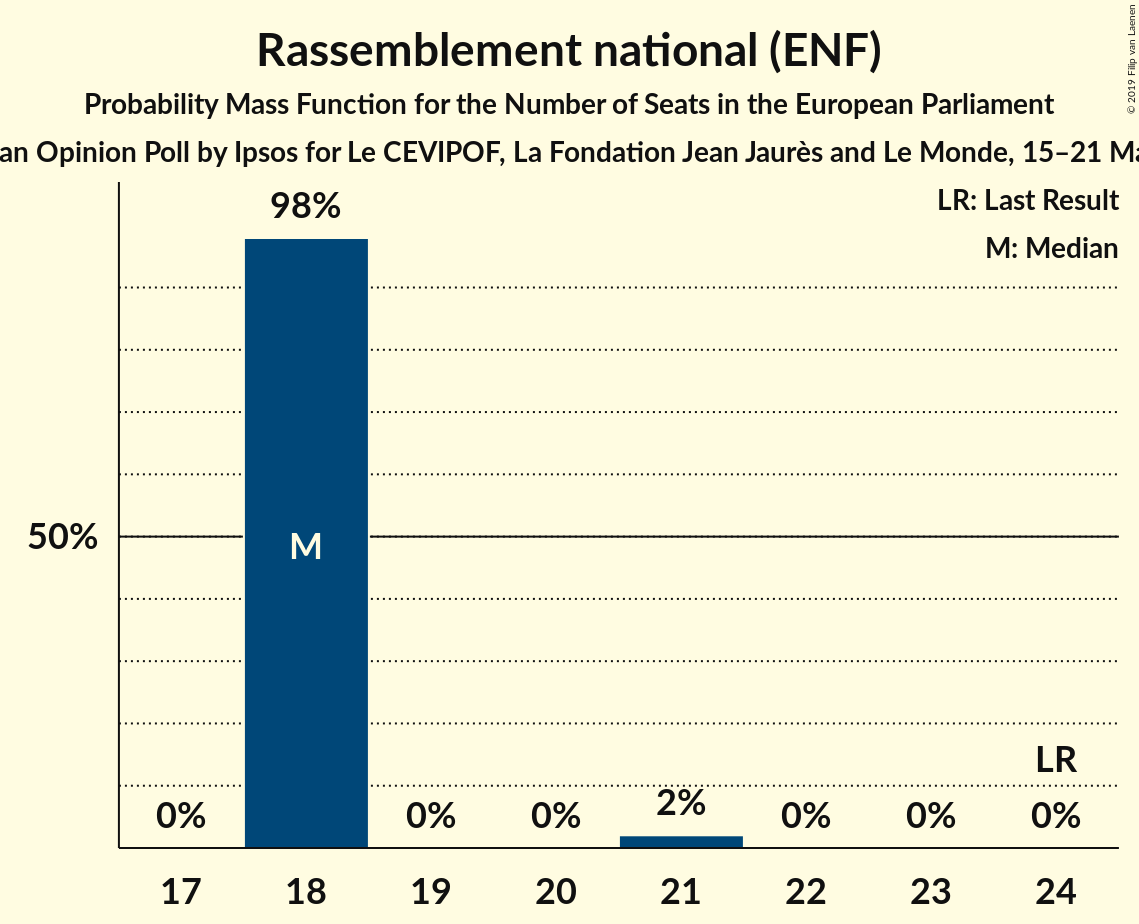 Rassemblement national (ENF)
Probability Mass Function for the Number of Seats in the European Parliament
an Opinion Poll by Ipsos for Le CEVIPOF, La Fondation Jean Jaurès and Le Monde, 15–21
© 2019 Filip van Laenen
LR: Last Result
M: Median
98%
50%
M
LR
0%
0%
0%
2%
0%
0%
0%
17
18
19
20
21
22
23
24